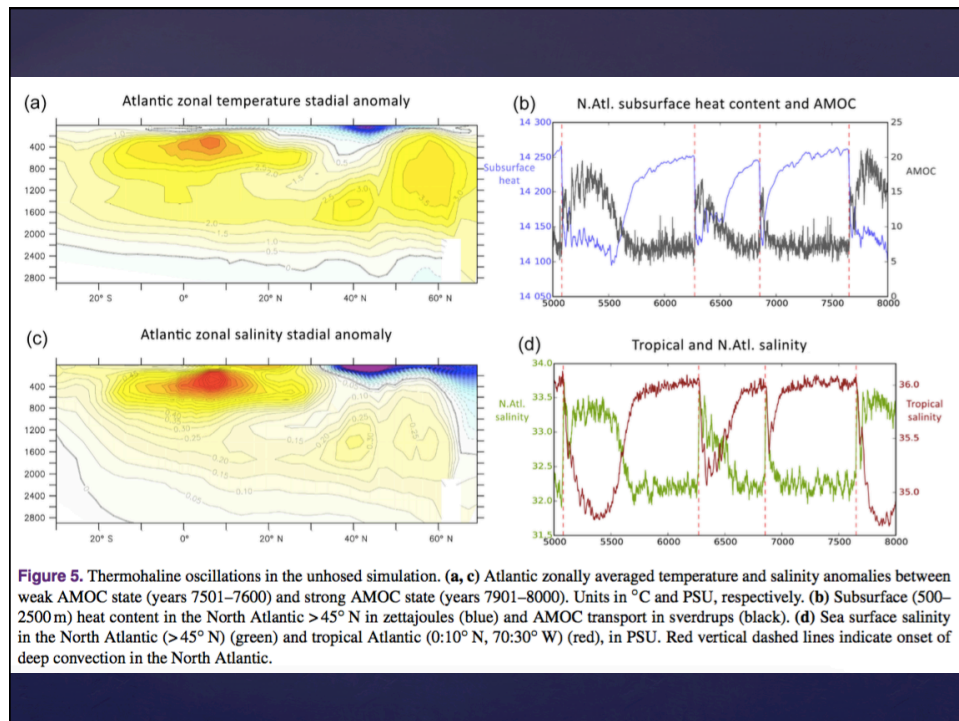 (a)
Atlantic zonal temperature stadial anomaly
400
800
1200
1600
2000
2400
2800
20° S
0°
20° N
40° N
60° N
(b)
N.Atl. subsurface heat content and AMOC
14 300
14 250
14 200
14 150
14 100
14 050
Subsurface
heat
25
20
15
10
5
0
AMOC
5000
5500
6000
6500
7000
7500
8000
(c)
Atlantic zonal salinity stadial anomaly
400
800
1200
1600
2000
2400
2800
20° S
0°
20° N
40° N
60° N
(d)
Tropical and N.Atl. salinity
34.0
33.5
33.0
32.5
32.0
31.5
N.Atl.
salinity
36.0
35.5
35.0
Tropical
salinity
5000
5500
6000
6500
7000
7500
8000
Figure 5. Thermohaline oscillations in the unhosed simulation. (a, c) Atlantic zonally averaged temperature and salinity anomalies between
weak AMOC state (years 7501–7600) and strong AMOC state (years 7901–8000). Units in °C and PSU, respectively. (b) Subsurface (500–
2500 m) heat content in the North Atlantic >45° N in zettajoules (blue) and AMOC transport in sverdrups (black). (d) Sea surface salinity
in the North Atlantic (>45° N) (green) and tropical Atlantic (0:10° N, 70:30° W) (red), in PSU. Red vertical dashed lines indicate onset of
deep convection in the North Atlantic.